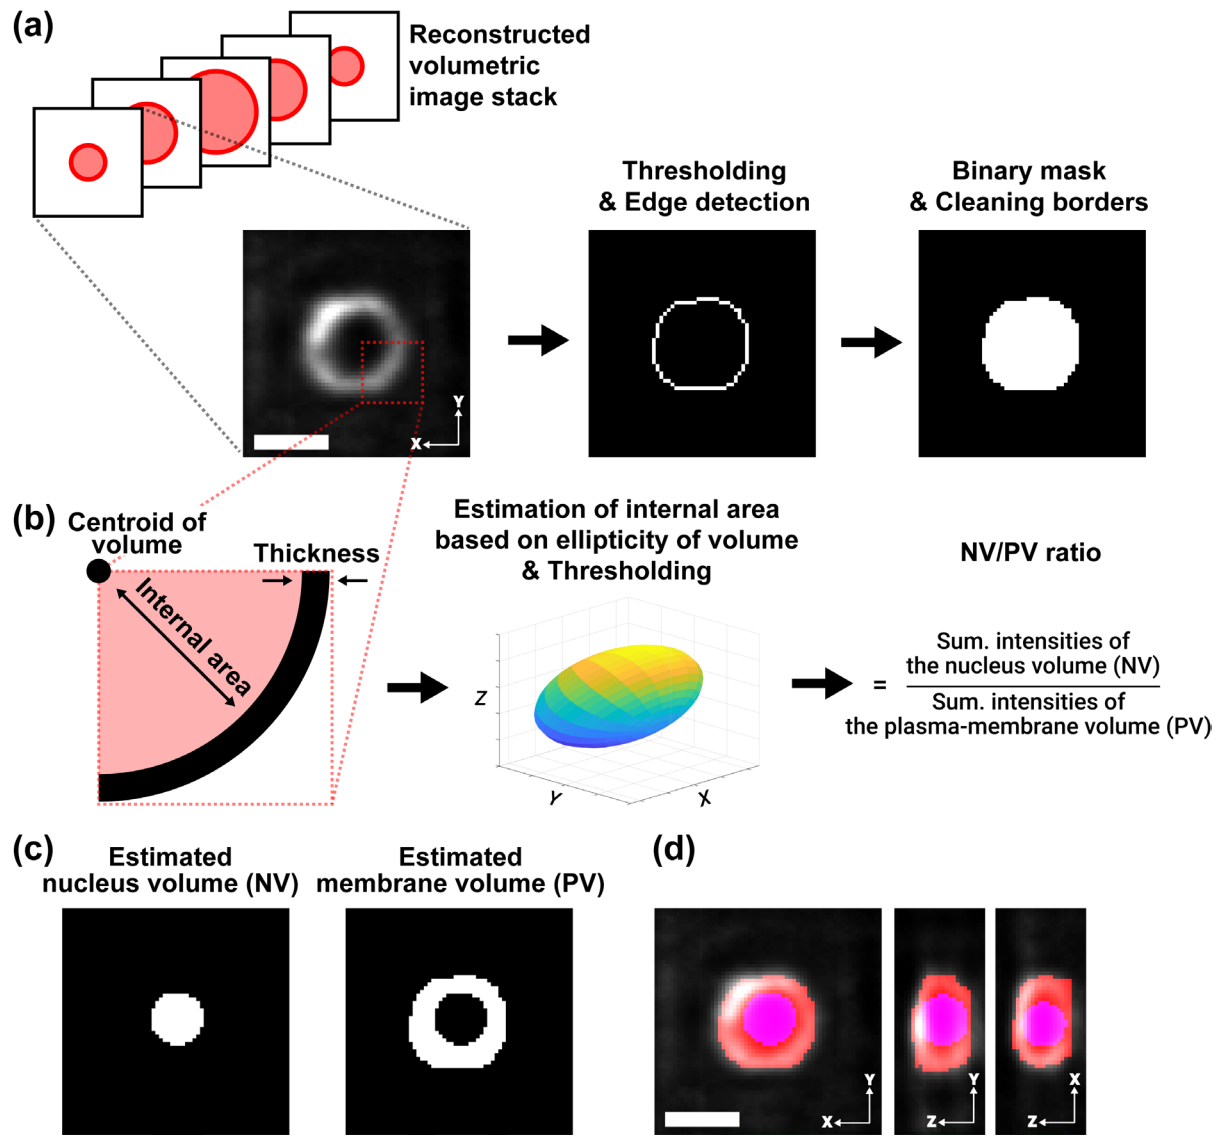 (a)
Reconstructed
volumetric
image stack
Thresholding
& Edge detection
Binary mask
& Cleaning borders
Y
X
(b)
Centroid of
volume
Thickness
Internal
area
Estimation of internal area
based on ellipticity of volume
& Thresholding
Z
Y
X
NV/PV ratio
=
Sum. intensities of
the nucleus volume (NV)
Sum. intensities of
the plasma-membrane volume (PV)
(c)
Estimated
nucleus volume (NV)
Estimated
membrane volume (PV)
(d)
Y
X
Y
Z
X
Z